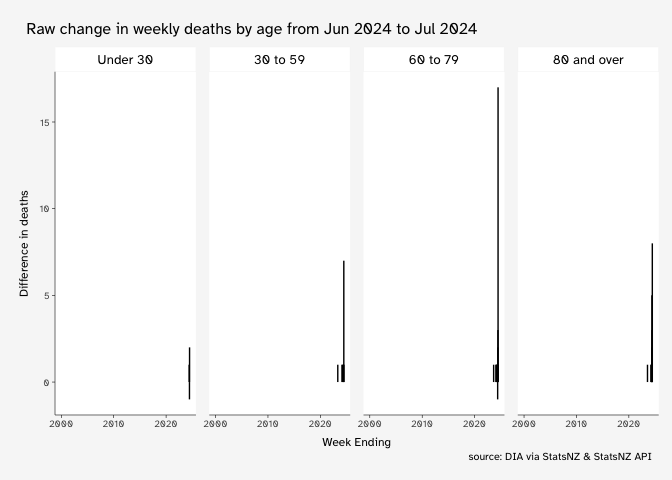 Raw change in weekly deaths by age from Jun 2024 to Jul 2024
Under 30 30 to 59 60 to 79 80 and over
Difference in deaths
15
10
5
0
2000 2010 2020 2000 2010 2020 2000 2010 2020 2000 2010 2020
Week Ending
source: DIA via StatsNZ & StatsNZ API